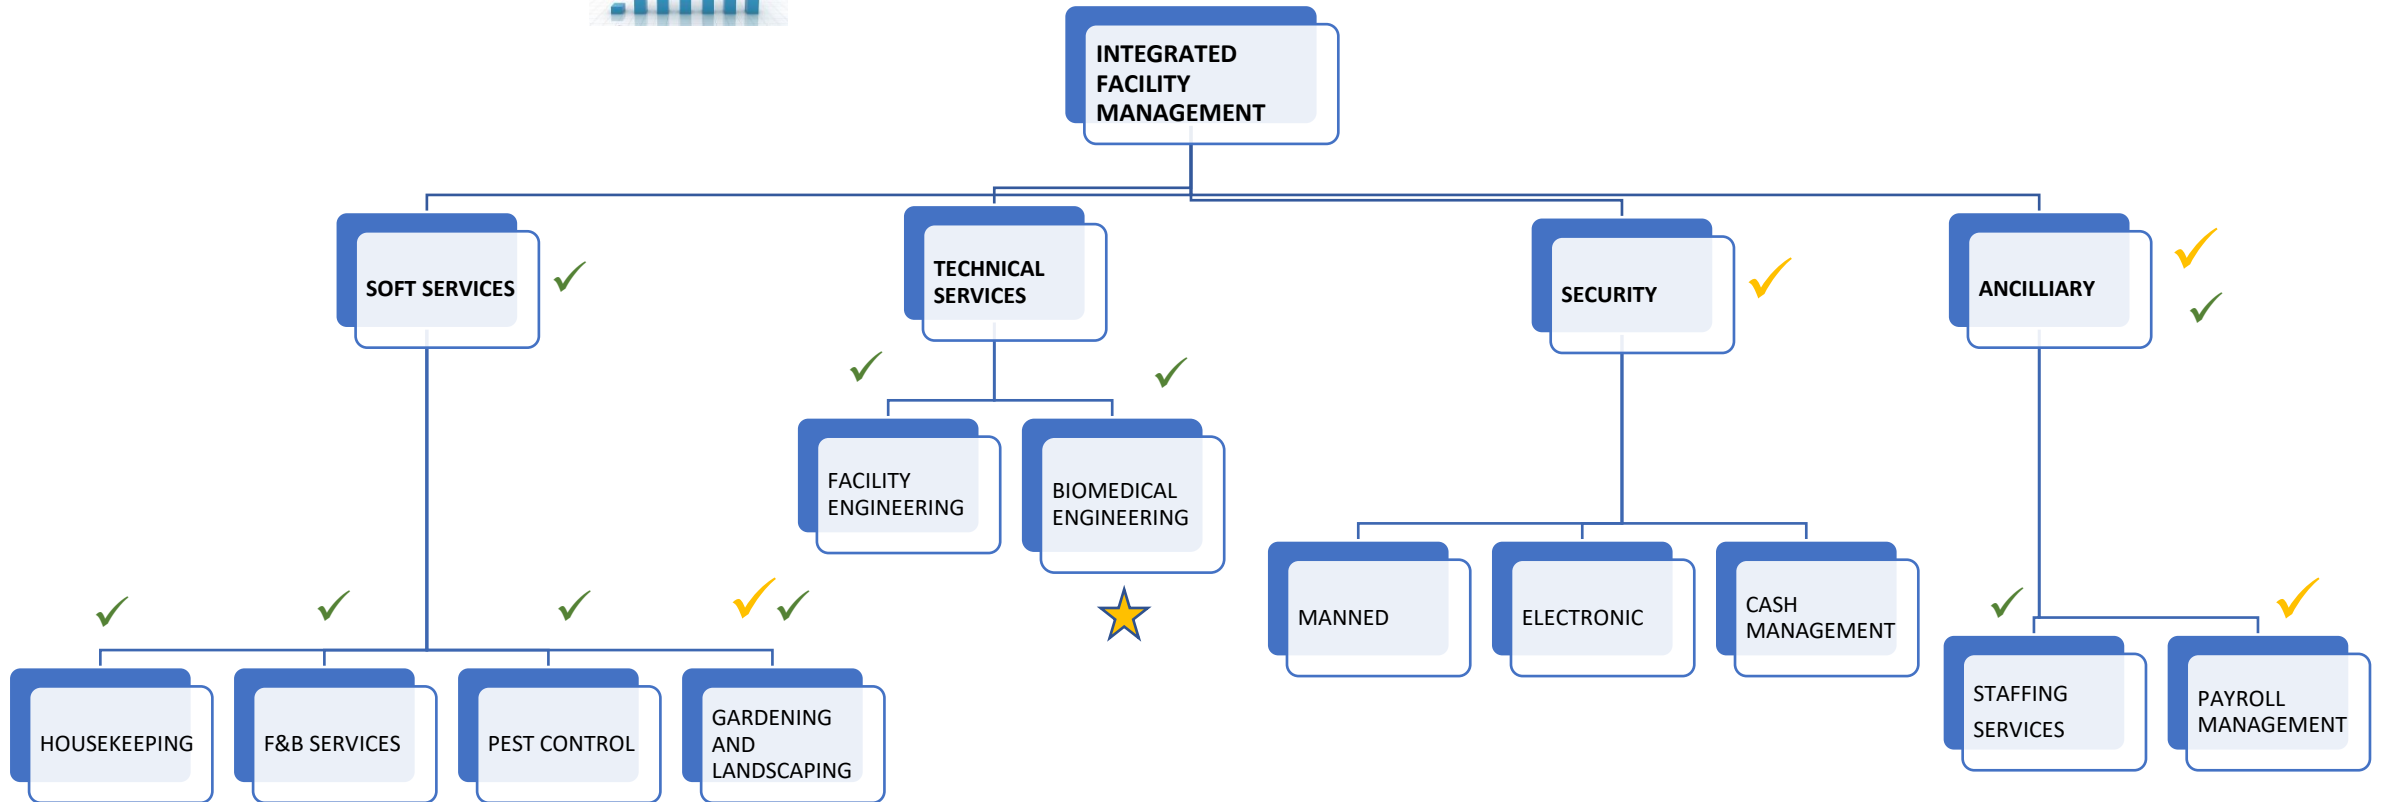 INTEGRATED
FACILITY
MANAGEMENT
SOFT SERVICES
TECHNICAL
SERVICES
SECURITY
ANCILLIARY
FACILITY
ENGINEERING
BIOMEDICAL
ENGINEERING
MANNED
ELECTRONIC
CASH
MANAGEMENT
HOUSEKEEPING
F&B SERVICES
PEST CONTROL
GARDENING
AND
LANDSCAPING
STAFFING
SERVICES
PAYROLL
MANAGEMENT